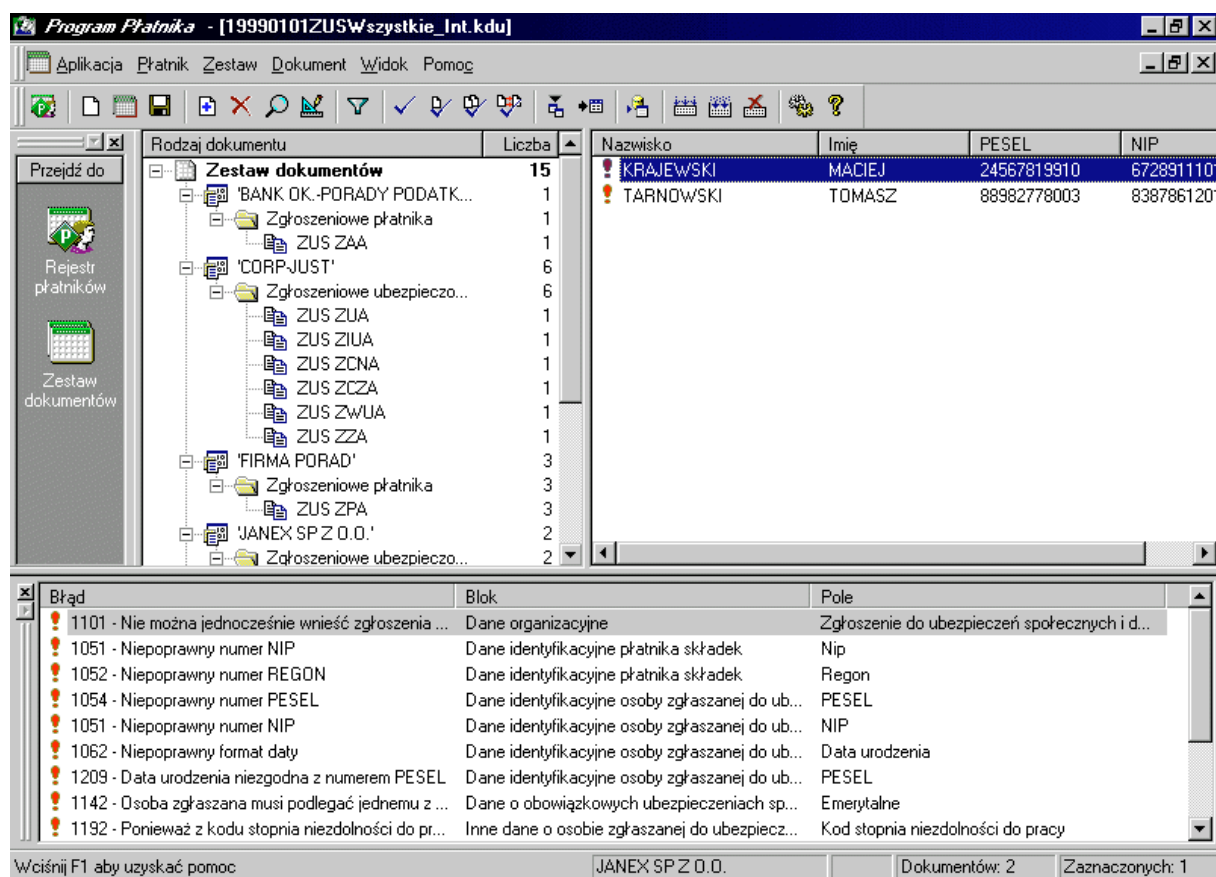 Program Płatnika - [19990101ZUSWszystkie_Int.kdu]
Aplikacja Płatnik Zestaw Dokument Widok Pomoc
Przejdź do
Rejestr
płatników
Zestaw
dokumentów
Rodzaj dokumentu Liczba
Zestaw dokumentów 15
'BANK OK.-PORADY PODATK... 1
Zgłoszeniowe płatnika 1
ZUS ZAA 1
'CORP-JUST' 6
Zgłoszeniowe ubezpieczo... 6
ZUS ZUA 1
ZUS ZIUA 1
ZUS ZCNA 1
ZUS ZCZA 1
ZUS ZWUA 1
ZUS ZZA 1
'FIRMA PORAD' 3
Zgłoszeniowe płatnika 3
ZUS ZPA 3
'JANEX SP Z O.O.' 2
Zgłoszeniowe ubezpieczo... 2
Nazwisko Imię PESEL NIP
KRAJEWSKI MACIEJ 24567819910 672891110
TARNOWSKI TOMASZ 88982778003 838786120
Błąd Blok Pole
1101 - Nie można jednocześnie wnieść zgłoszenia ... Dane organizacyjne Zgłoszenie do ubezpieczeń społecznych i d...
1051 - Niepoprawny numer NIP Dane identyfikacyjne płatnika składek Nip
1052 - Niepoprawny numer REGON Dane identyfikacyjne płatnika składek Regon
1054 - Niepoprawny numer PESEL Dane identyfikacyjne osoby zgłaszanej do ub... PESEL
1051 - Niepoprawny numer NIP Dane identyfikacyjne osoby zgłaszanej do ub... NIP
1062 - Niepoprawny format daty Dane identyfikacyjne osoby zgłaszanej do ub... Data urodzenia
1209 - Data urodzenia niezgodna z numerem PESEL Dane identyfikacyjne osoby zgłaszanej do ub... PESEL
1142 - Osoba zgłaszana musi podlegać jednemu z ... Dane o obowiązkowych ubezpieczeniach sp... Emerytalne
1192 - Ponieważ z kodu stopnia niezdolności do pr... Inne dane o osobie zgłaszanej do ubezpiecz... Kod stopnia niezdolności do pracy
Wciśnij F1 aby uzyskać pomoc JANEX SP Z O.O. Dokumentów: 2 Zaznaczonych: 1